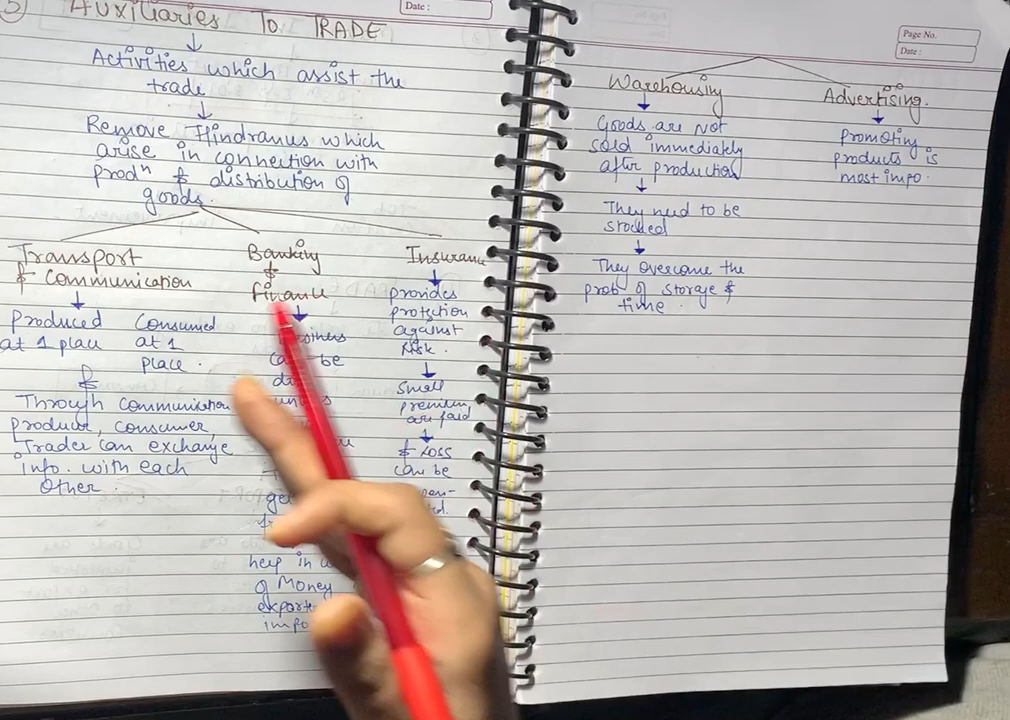 3) AUXILIARIES TO TRADE
Date :
Activities which assist the
trade
Remove Hindranus which
arise in connection with
prodn & distribution of
goods.
Transport
& Communication
Produced
at 1 place
Consumed
at 1
place.
&
Through communication
producer, consumer,
Trader can exchange
info. with each
other.
Banking
&
finance
be
help in
of Money
Insurance
provides
protection
against
Risk.
Small
premium
are paid
& Loss
can be
Page No.
Date :
Warehousing
Goods are Not
sold immediately
after production
They need to be
stocked
They overcome the
prob of storage &
time.
Advertising.
promoting
products is
most impo.